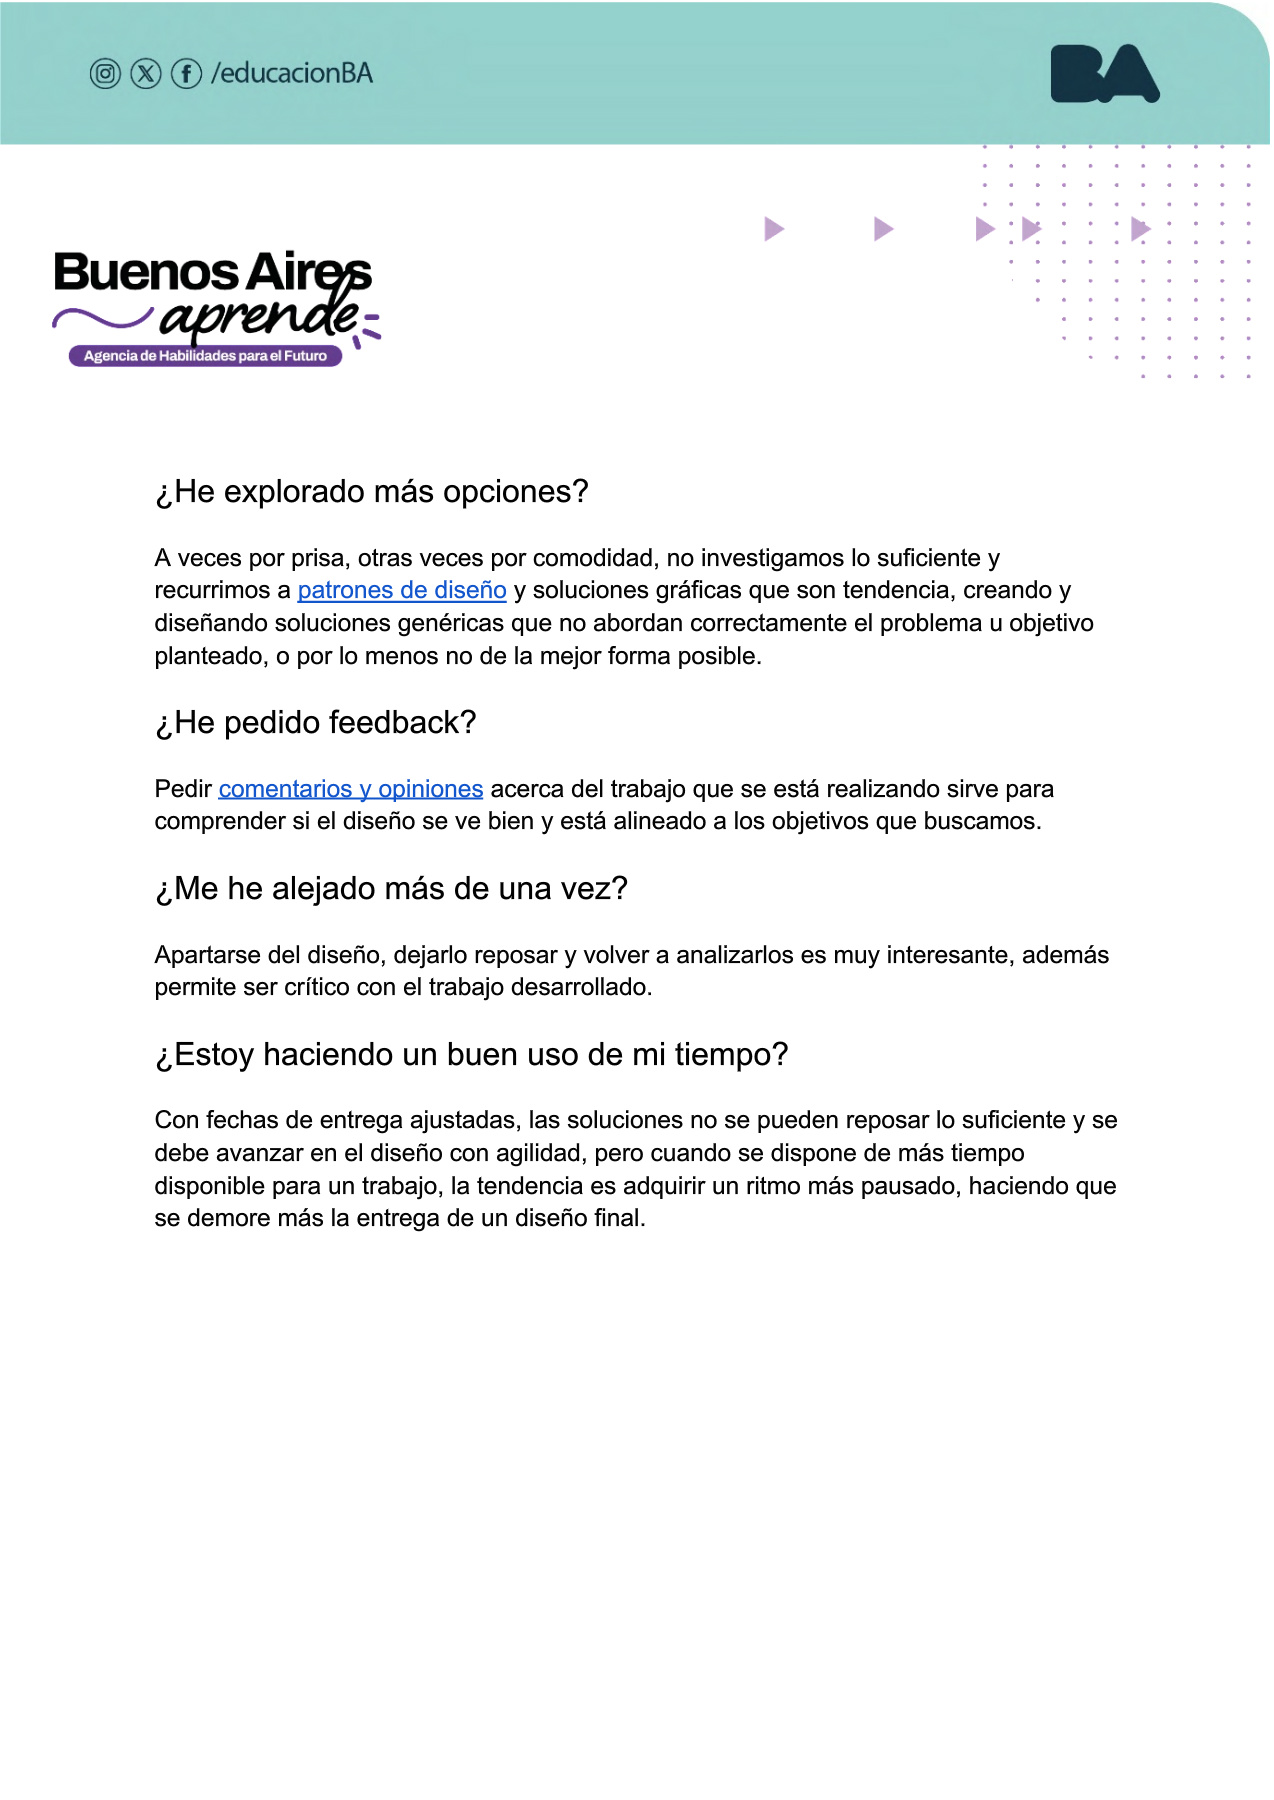 /educacionBA
BA
Buenos Aires
aprende
Agencia de Habilidades para el Futuro
¿He explorado más opciones?
A veces por prisa, otras veces por comodidad, no investigamos lo suficiente y
recurrimos a patrones de diseño y soluciones gráficas que son tendencia, creando y
diseñando soluciones genéricas que no abordan correctamente el problema u objetivo
planteado, o por lo menos no de la mejor forma posible.
¿He pedido feedback?
Pedir comentarios y opiniones acerca del trabajo que se está realizando sirve para
comprender si el diseño se ve bien y está alineado a los objetivos que buscamos.
¿Me he alejado más de una vez?
Apartarse del diseño, dejarlo reposar y volver a analizarlos es muy interesante, además
permite ser crítico con el trabajo desarrollado.
¿Estoy haciendo un buen uso de mi tiempo?
Con fechas de entrega ajustadas, las soluciones no se pueden reposar lo suficiente y se
debe avanzar en el diseño con agilidad, pero cuando se dispone de más tiempo
disponible para un trabajo, la tendencia es adquirir un ritmo más pausado, haciendo que
se demore más la entrega de un diseño final.